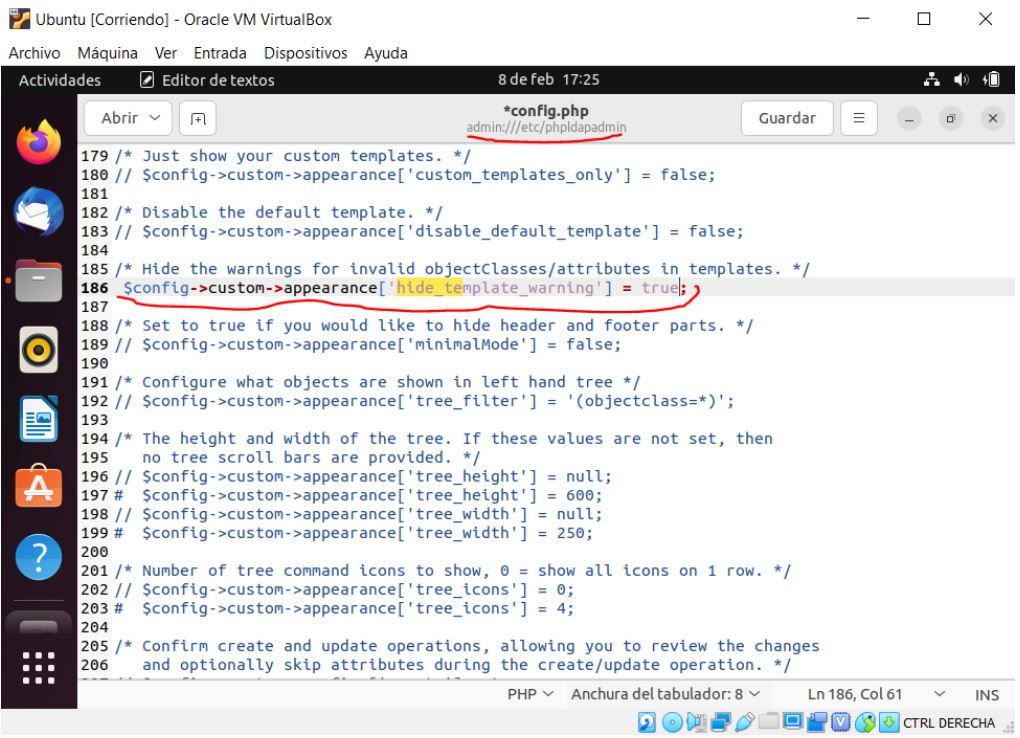 Ubuntu [Corriendo] - Oracle VM VirtualBox
Archivo Máquina Ver Entrada Dispositivos Ayuda
Actividades Editor de textos 8 de feb 17:25
Abrir *config.php Guardar
admin:///etc/phpldapadmin
179 /* Just show your custom templates. */
180 // $config->custom->appearance['custom_templates_only'] = false;
181
182 /* Disable the default template. */
183 // $config->custom->appearance['disable_default_template'] = false;
184
185 /* Hide the warnings for invalid objectClasses/attributes in templates. */
186 $config->custom->appearance['hide_template_warning'] = true;
187
188 /* Set to true if you would like to hide header and footer parts. */
189 // $config->custom->appearance['minimalMode'] = false;
190
191 /* Configure what objects are shown in left hand tree */
192 // $config->custom->appearance['tree_filter'] = '(objectclass=*)';
193
194 /* The height and width of the tree. If these values are not set, then
195    no tree scroll bars are provided. */
196 // $config->custom->appearance['tree_height'] = null;
197 #  $config->custom->appearance['tree_height'] = 600;
198 // $config->custom->appearance['tree_width'] = null;
199 #  $config->custom->appearance['tree_width'] = 250;
200
201 /* Number of tree command icons to show, 0 = show all icons on 1 row. */
202 // $config->custom->appearance['tree_icons'] = 0;
203 #  $config->custom->appearance['tree_icons'] = 4;
204
205 /* Confirm create and update operations, allowing you to review the changes
206    and optionally skip attributes during the create/update operation. */
PHP Anchura del tabulador: 8 Ln 186, Col 61 INS
CTRL DERECHA